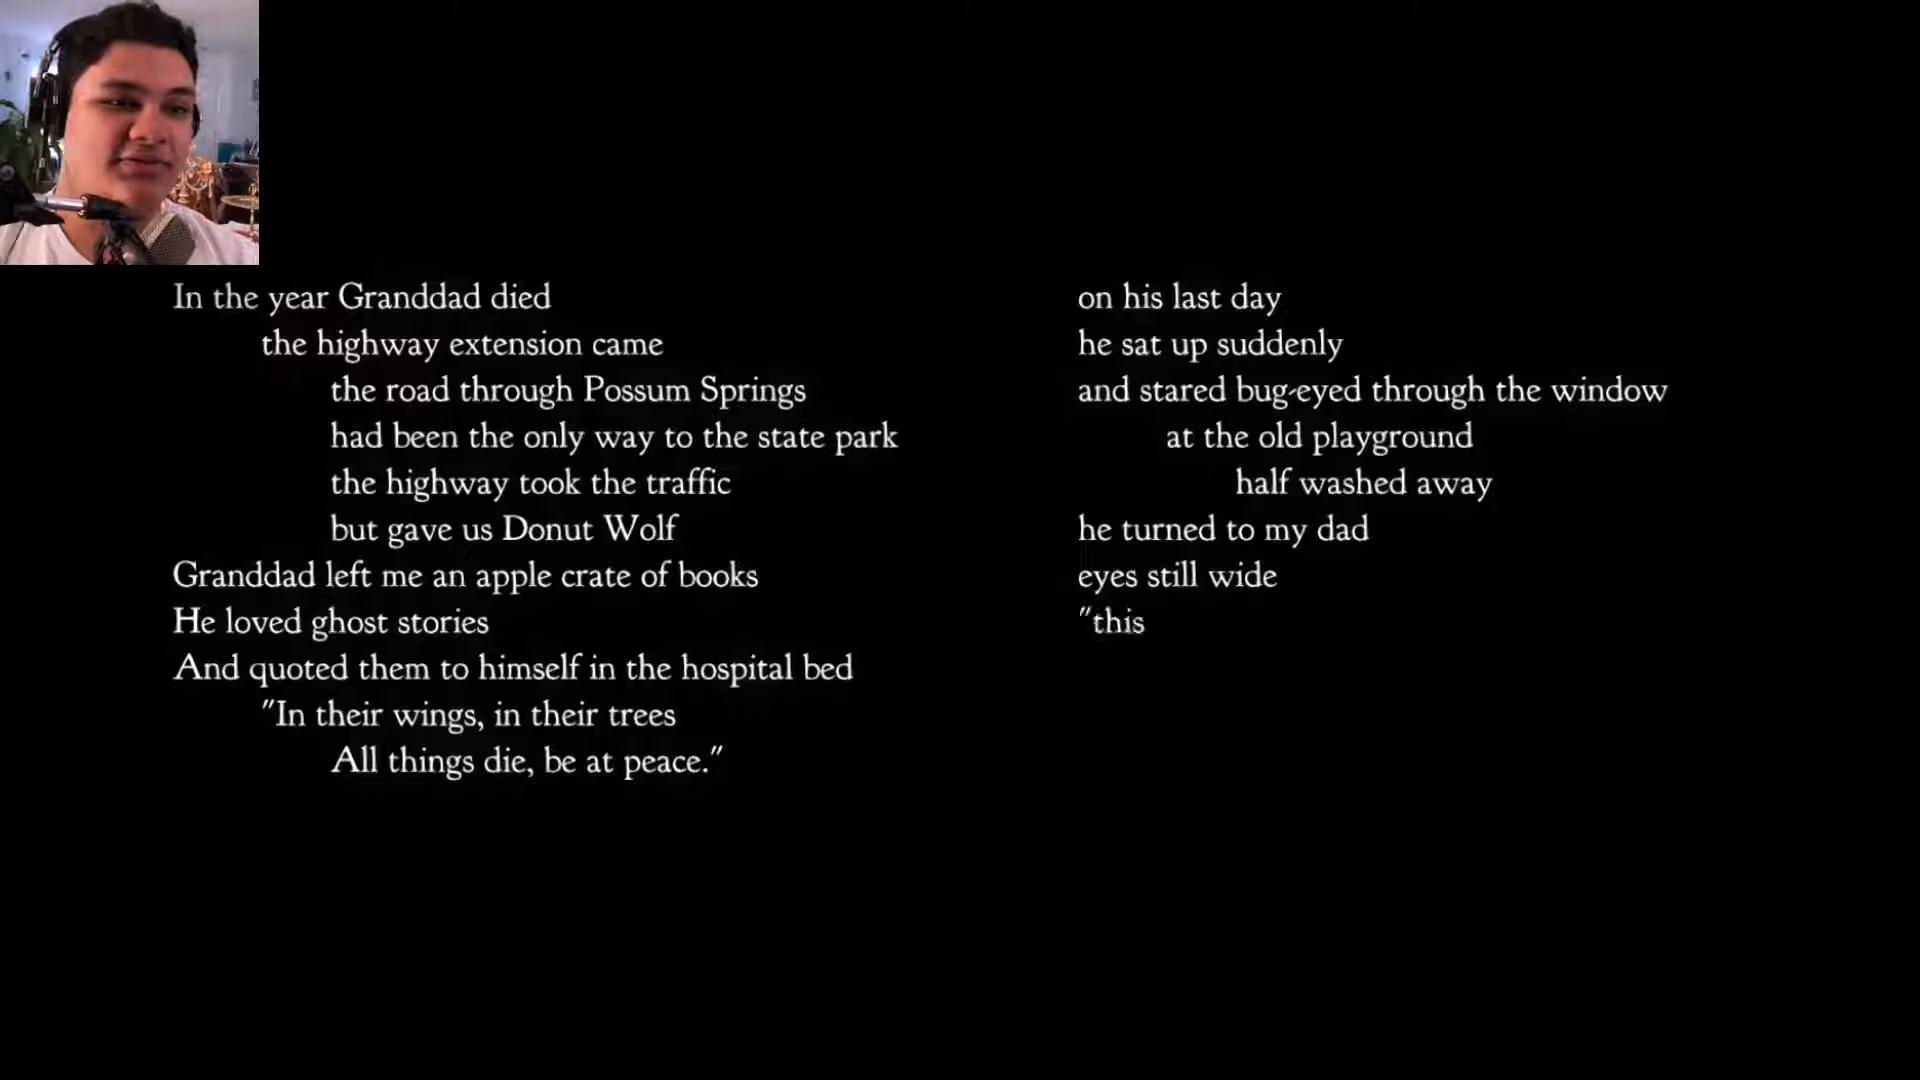 In the year Granddad died
the highway extension came
the road through Possum Springs
had been the only way to the state park
the highway took the traffic
but gave us Donut Wolf
Granddad left me an apple crate of books
He loved ghost stories
And quoted them to himself in the hospital bed
"In their wings, in their trees
All things die, be at peace."
on his last day
he sat up suddenly
and stared bug-eyed through the window
at the old playground
half washed away
he turned to my dad
eyes still wide
"this